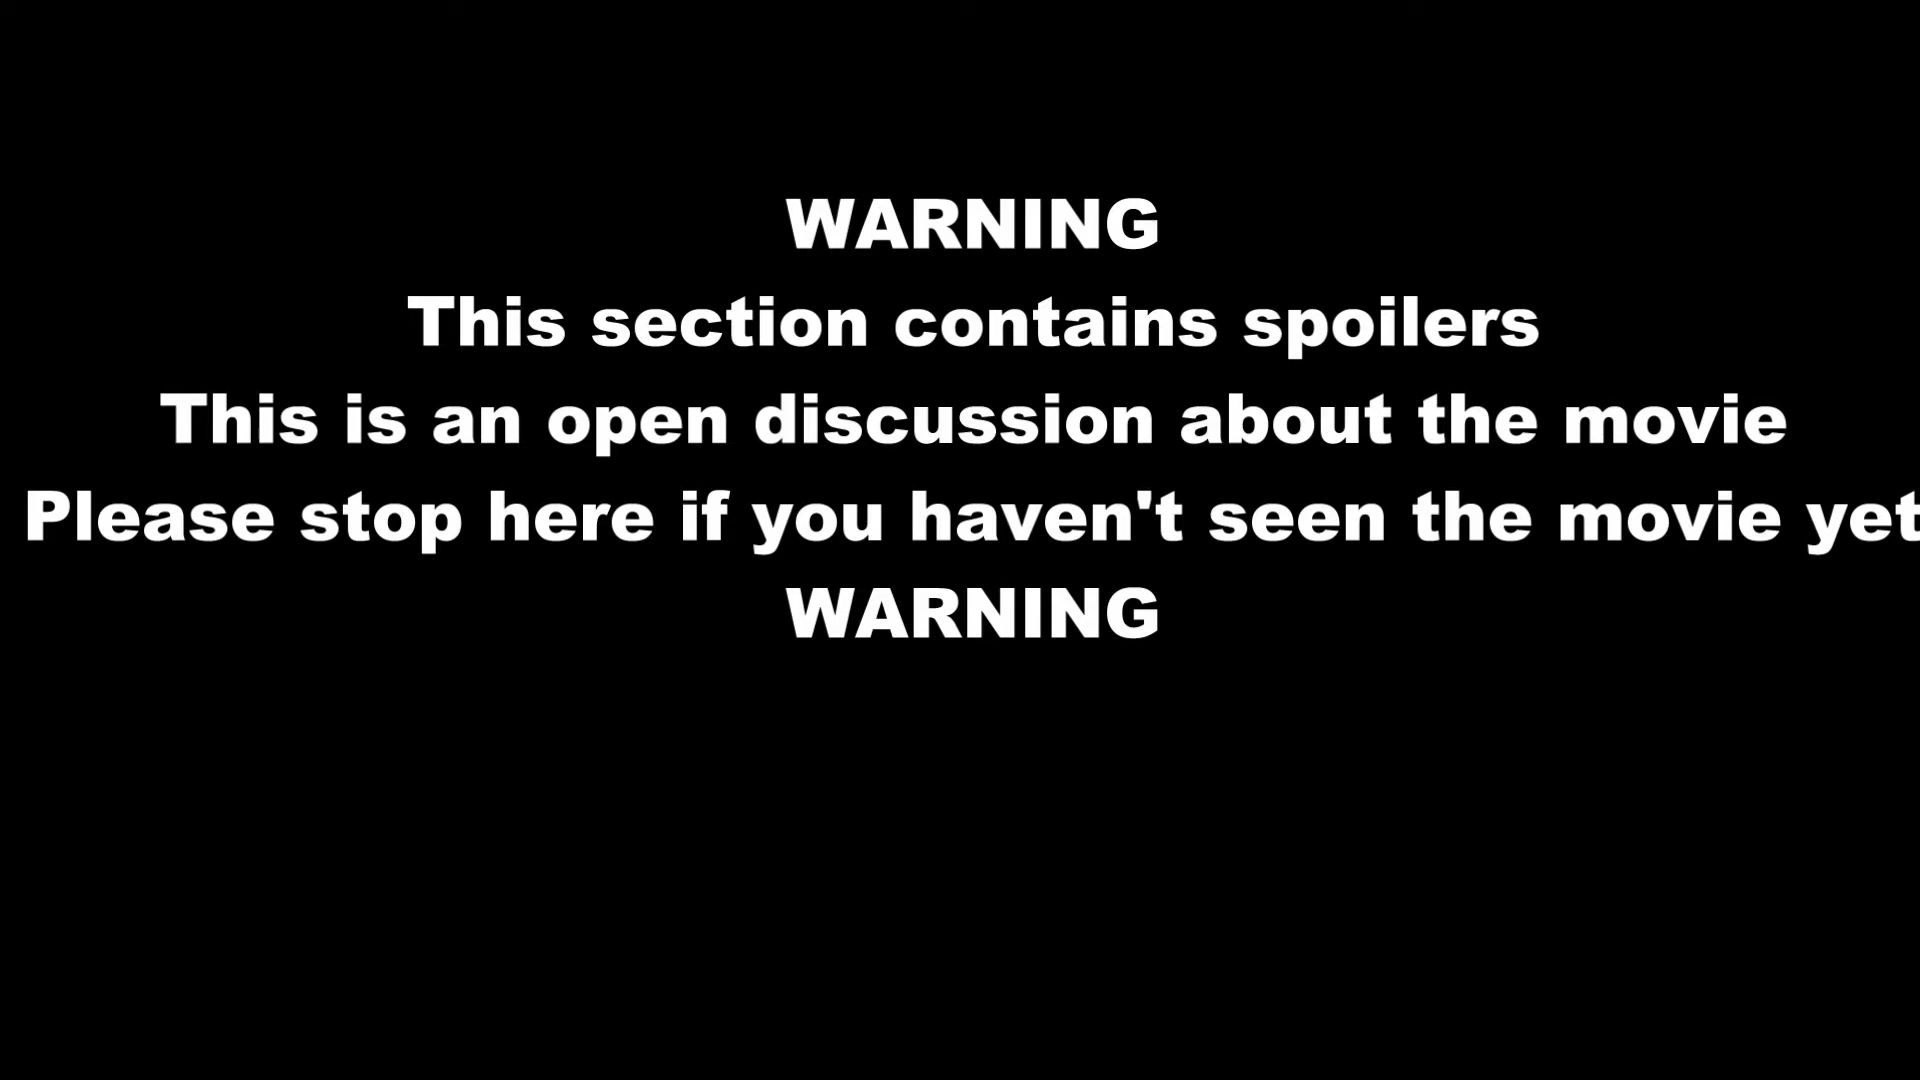 WARNING
This section contains spoilers
This is an open discussion about the movie
Please stop here if you haven't seen the movie yet
WARNING